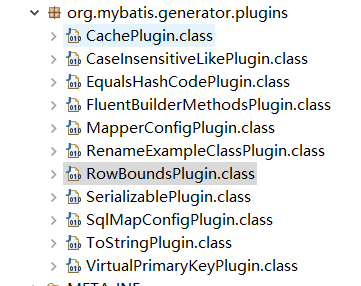 org.mybatis.generator.plugins
CachePlugin.class
CaseInsensitiveLikePlugin.class
EqualsHashCodePlugin.class
FluentBuilderMethodsPlugin.class
MapperConfigPlugin.class
RenameExampleClassPlugin.class
RowBoundsPlugin.class
SerializablePlugin.class
SqlMapConfigPlugin.class
ToStringPlugin.class
VirtualPrimaryKeyPlugin.class